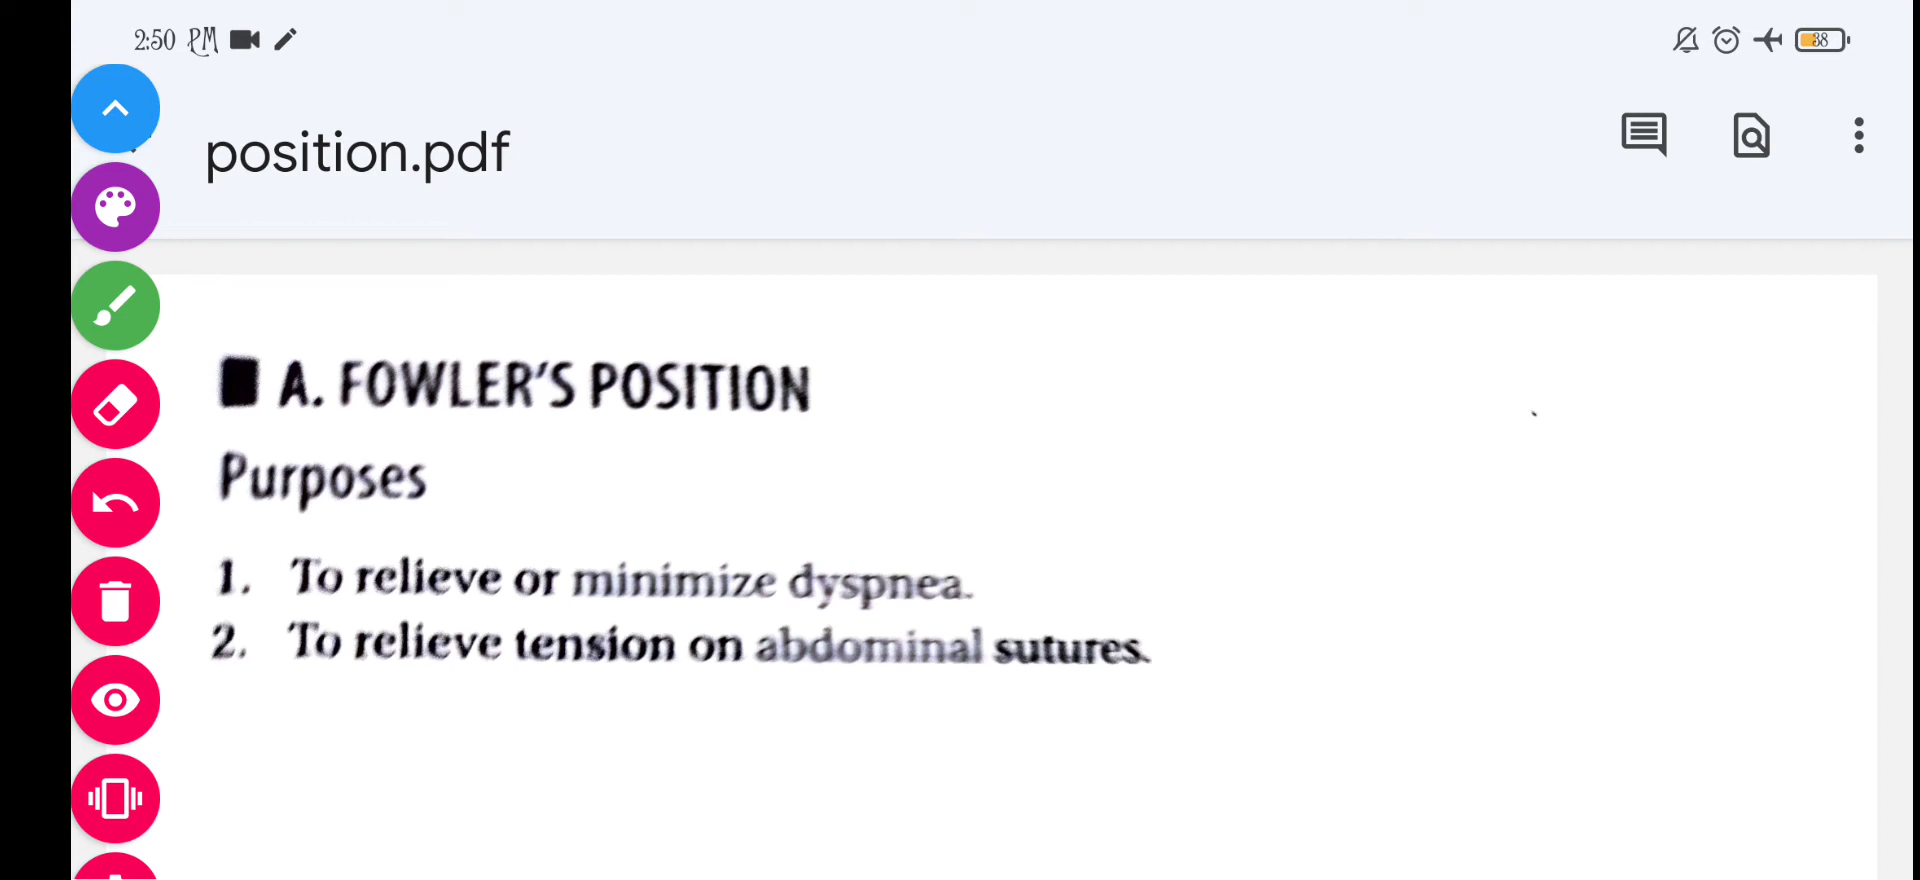 2:50 PM
38
position.pdf
A. FOWLER'S POSITION
Purposes
1. To relieve or minimize dyspnea.
2. To relieve tension on abdominal sutures.